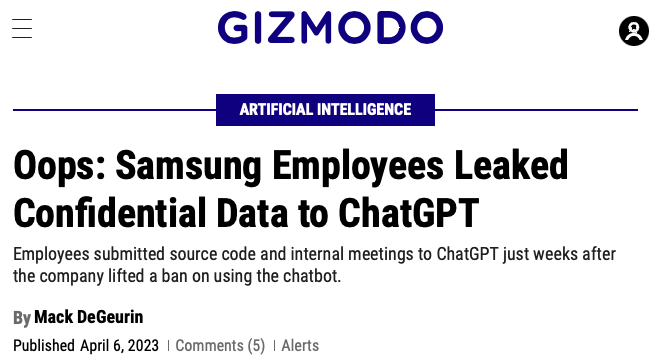 GIZMODO
ARTIFICIAL INTELLIGENCE
Oops: Samsung Employees Leaked
Confidential Data to ChatGPT
Employees submitted source code and internal meetings to ChatGPT just weeks after
the company lifted a ban on using the chatbot.
By Mack DeGeurin
Published April 6, 2023 | Comments (5) | Alerts